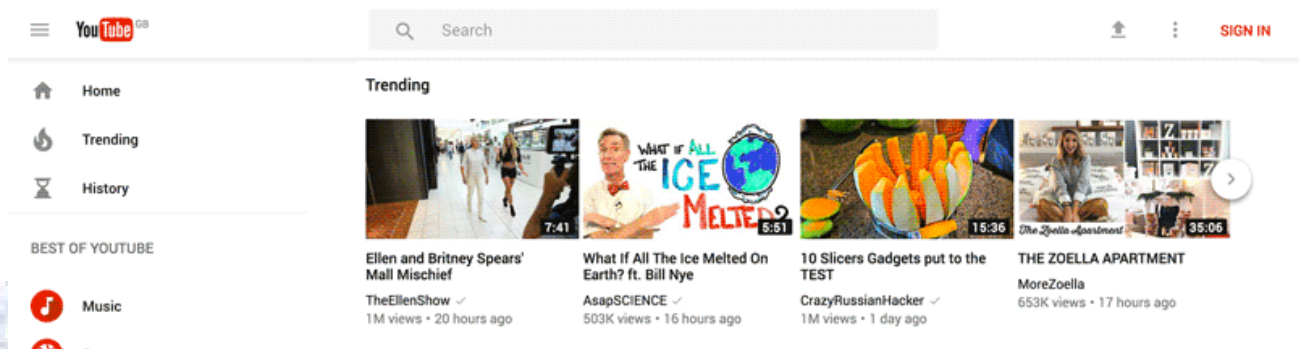 YouTube GB
Search
SIGN IN
Home
Trending
History
BEST OF YOUTUBE
Music
Trending
7:41
Ellen and Britney Spears'
Mall Mischief
TheEllenShow
1M views • 20 hours ago
WHAT IF ALL
THE ICE
MELTED?
5:51
What If All The Ice Melted On
Earth? ft. Bill Nye
AsapSCIENCE
503K views • 16 hours ago
15:36
10 Slicers Gadgets put to the
TEST
CrazyRussianHacker
1M views • 1 day ago
Z
The Zoella Apartment
35:06
THE ZOELLA APARTMENT
MoreZoella
653K views • 17 hours ago